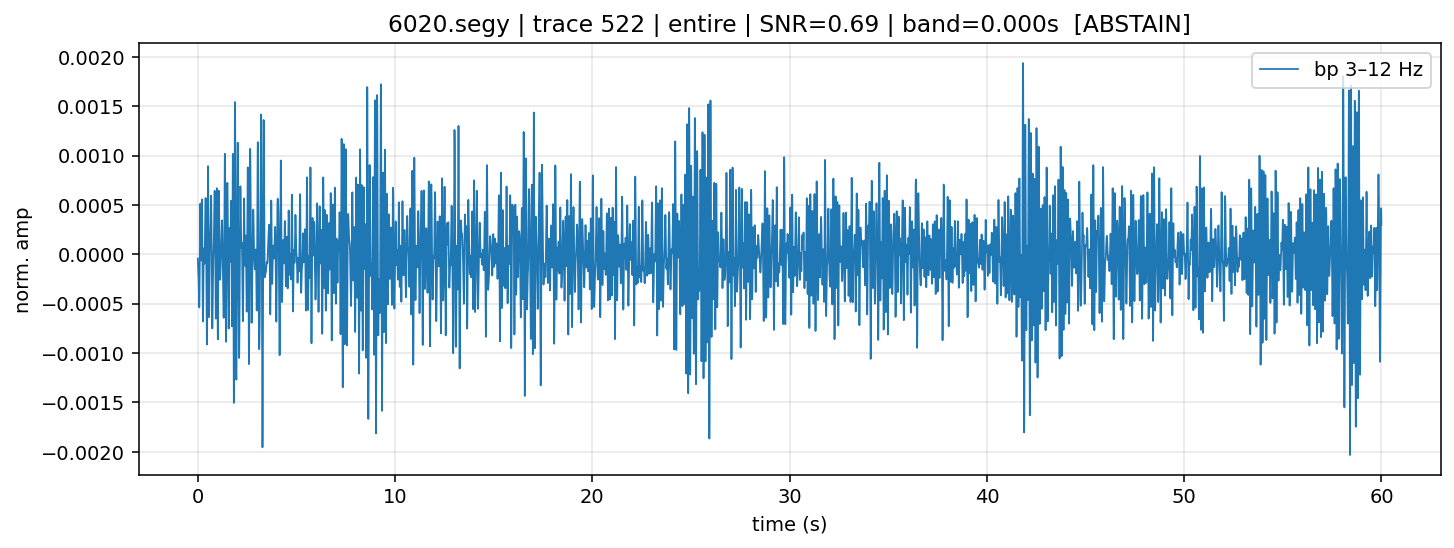 6020.segy | trace 522 | entire | SNR=0.69 | band=0.000s  [ABSTAIN]
bp 3–12 Hz
0.0020
0.0015
0.0010
0.0005
0.0000
−0.0005
−0.0010
−0.0015
−0.0020
norm. amp
0 10 20 30 40 50 60
time (s)